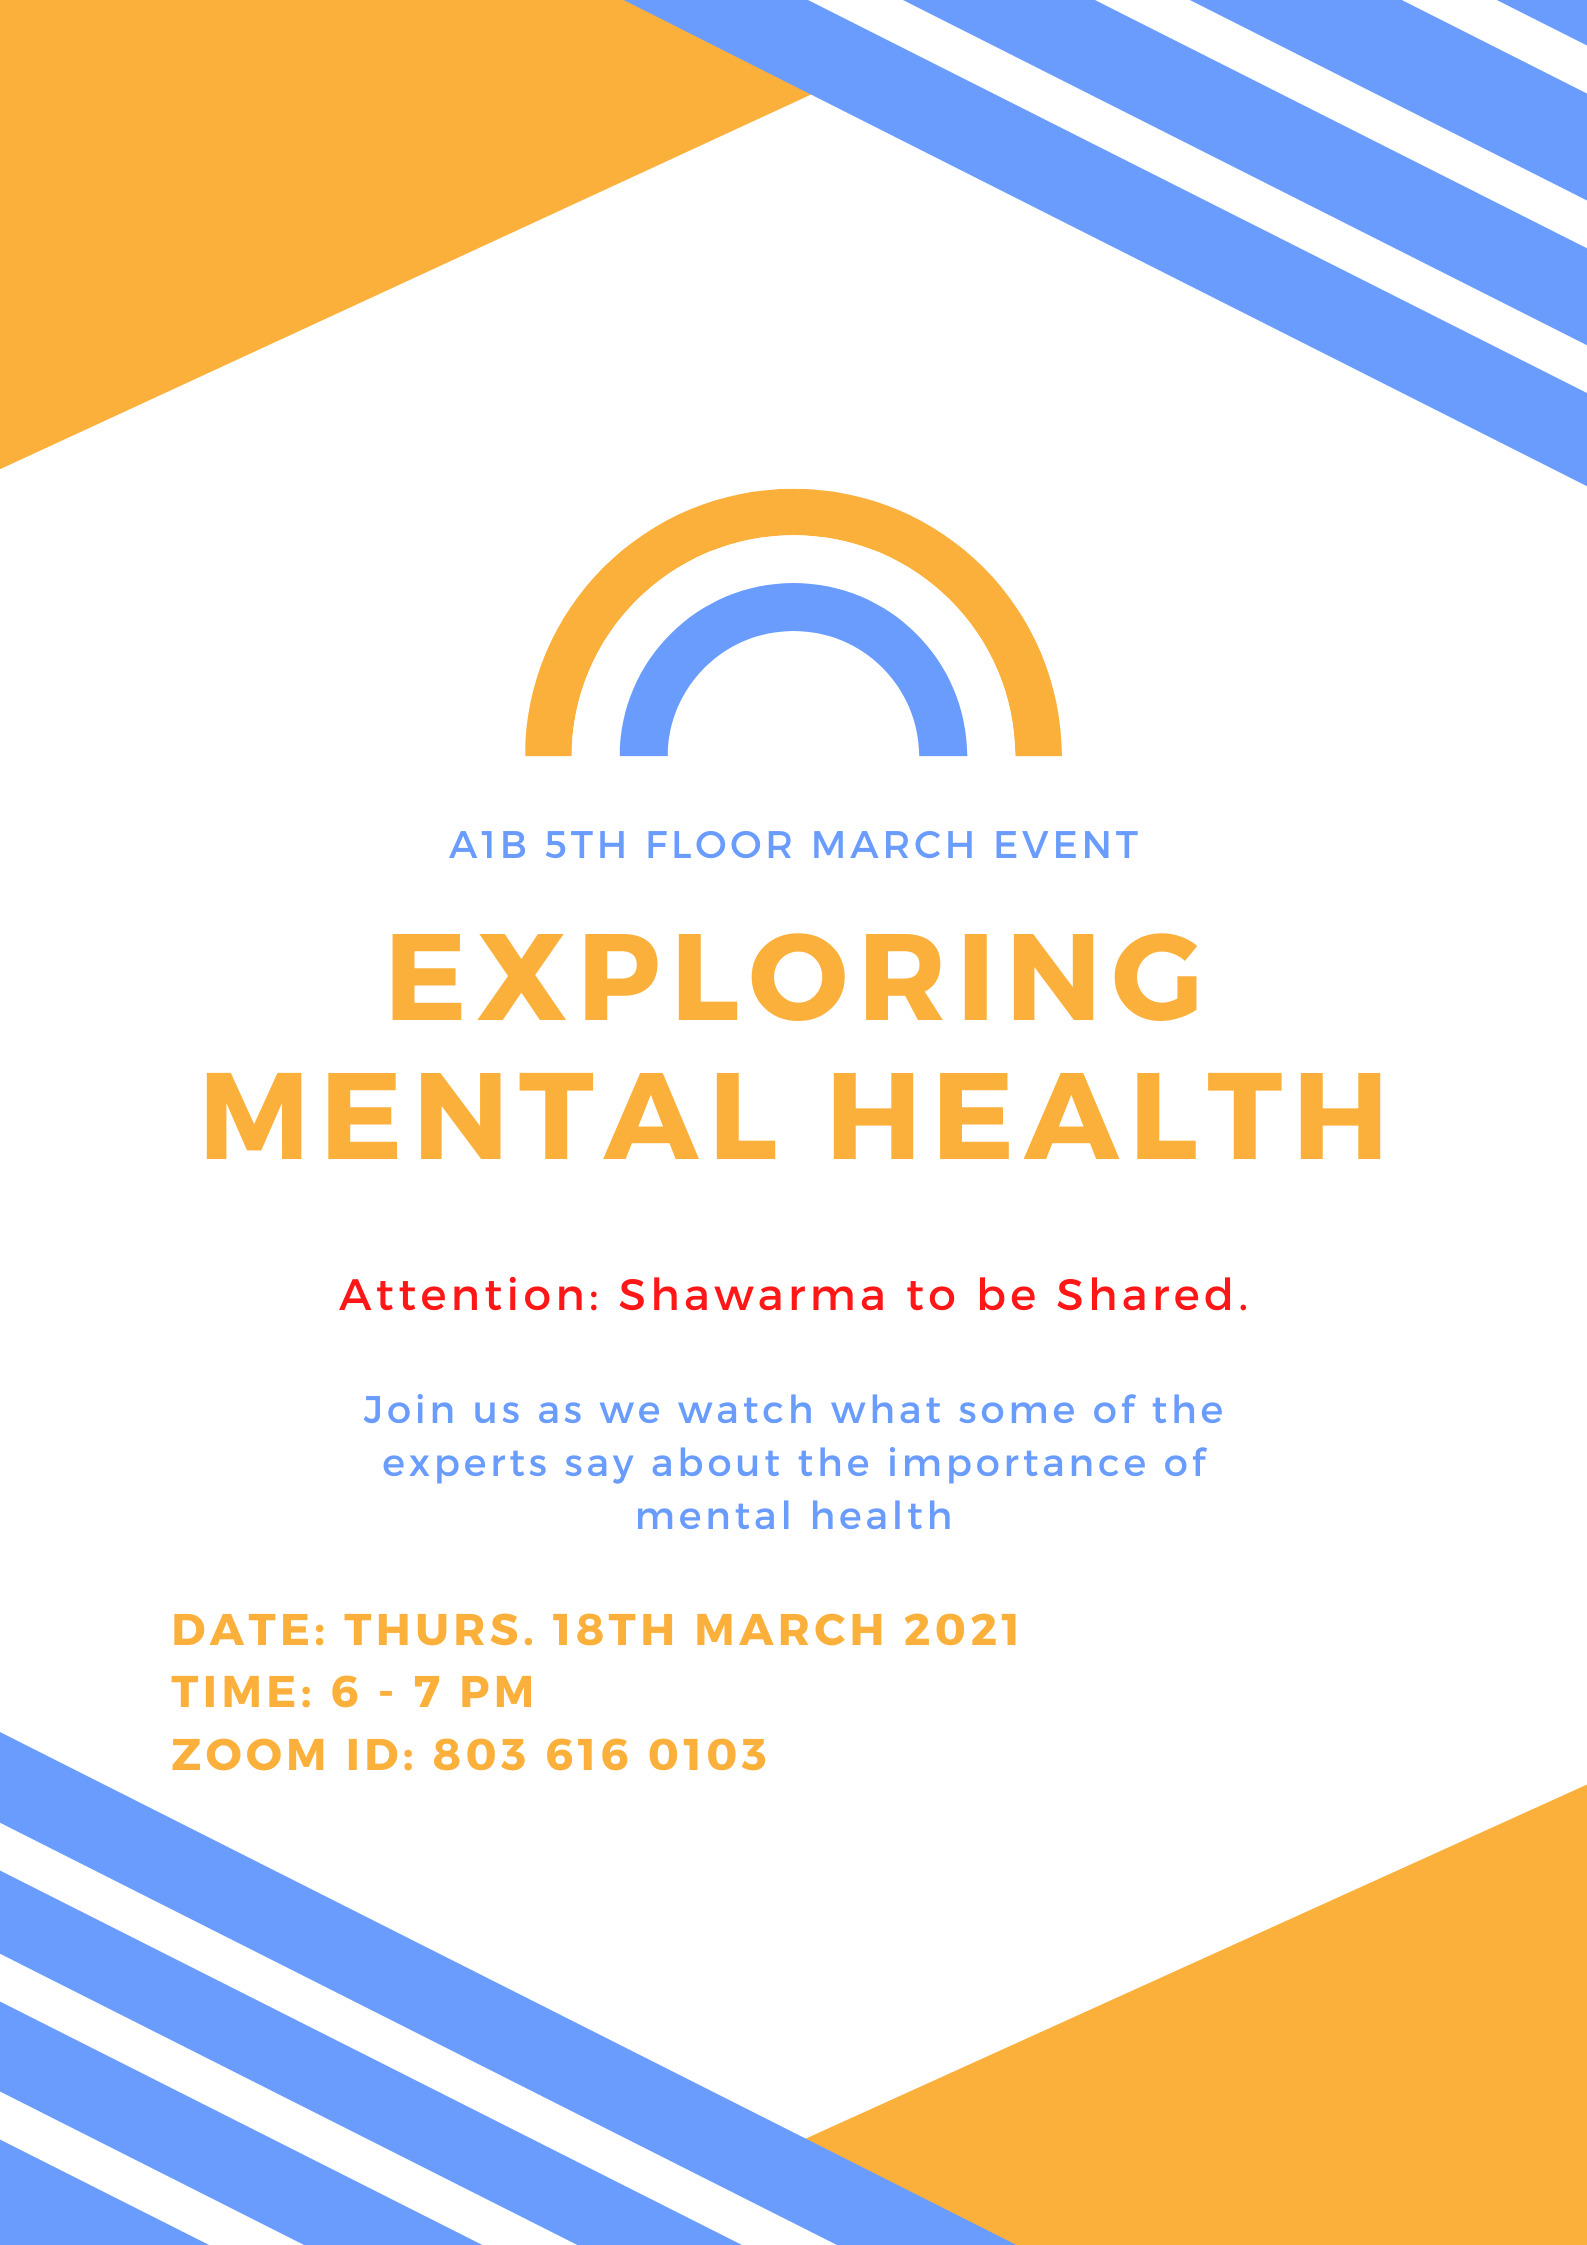 A1B 5TH FLOOR MARCH EVENT
EXPLORING
MENTAL HEALTH
Attention: Shawarma to be Shared.
Join us as we watch what some of the
experts say about the importance of
mental health
DATE: THURS. 18TH MARCH 2021
TIME: 6 - 7 PM
ZOOM ID: 803 616 0103